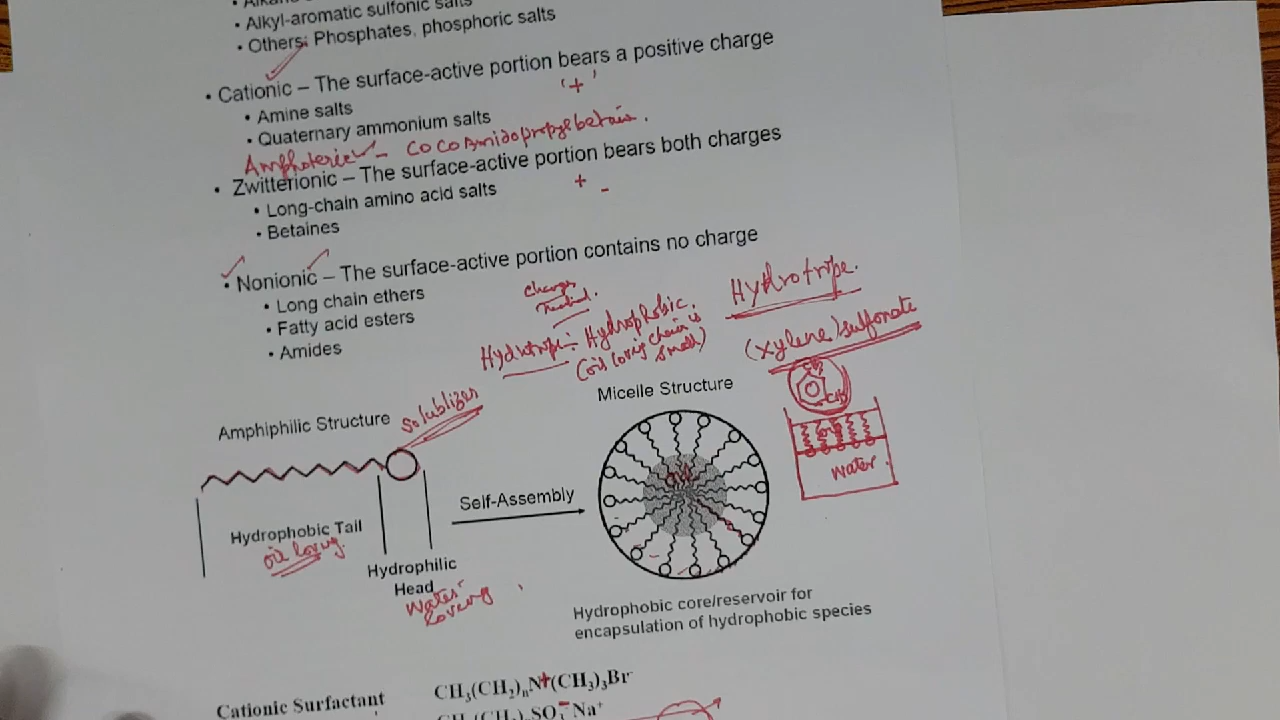 • Alkyl-aromatic sulfonic salts
• Others: Phosphates, phosphoric salts
• Cationic – The surface-active portion bears a positive charge
'+'
• Amine salts
• Quaternary ammonium salts
Amphoteric –
• Zwitterionic – The surface-active portion bears both charges
+ -
• Long-chain amino acid salts
• Betaines
• Nonionic – The surface-active portion contains no charge
• Long chain ethers
• Fatty acid esters
• Amides
Charge
Hydrotrope.
Hydrotrope :- Hydrophobic.
(oil loving chain is
small)
(xylene) sulfonate
Amphiphilic Structure
Solublizer
Micelle Structure
oil
water.
Self-Assembly
Hydrophobic Tail
oil loving.
Hydrophilic
Head
Water
Loving
Hydrophobic core/reservoir for
encapsulation of hydrophobic species
Cationic Surfactant CH₃(CH₂)ₙN+(CH₃)₃Br-